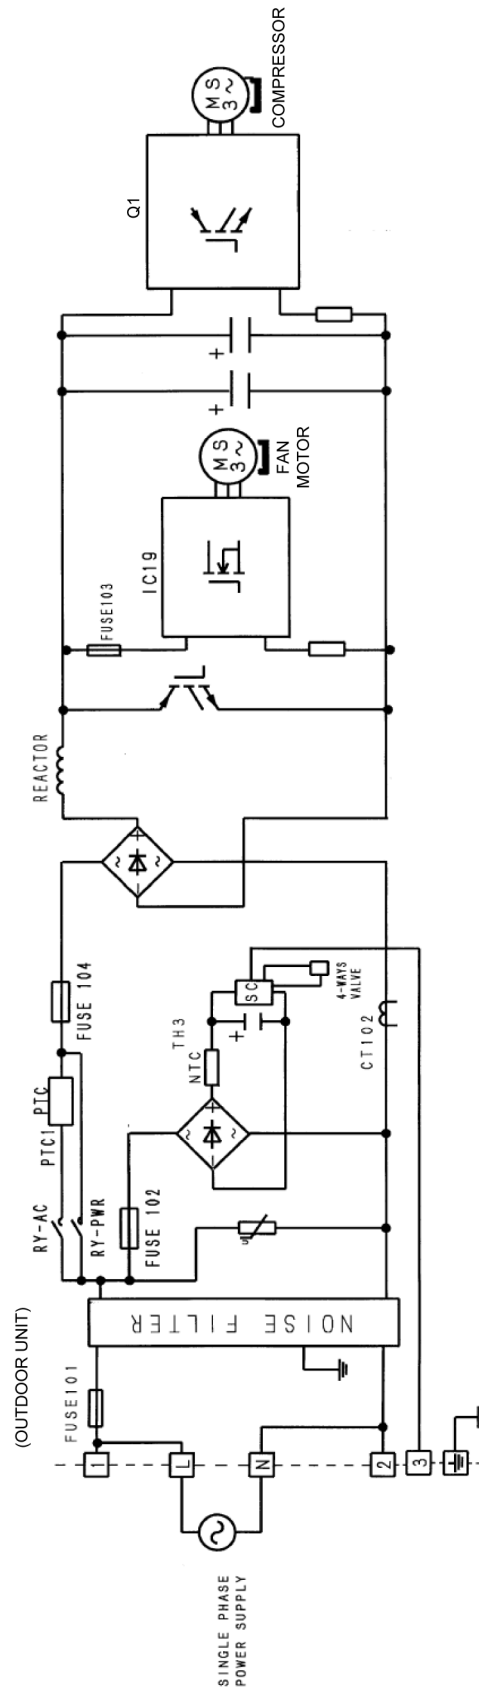 (OUTDOOR UNIT)
SINGLE PHASE
POWER SUPPLY
1
L
N
2
3
FUSE101
NOISE FILTER
RY-AC
RY-PWR
PTC1
PTC
FUSE 102
FUSE 104
S
~
~
+
-
TH3
NTC
+
SC
4-WAYS
VALVE
CT102
~
~
+
-
REACTOR
FUSE103
IC19
M S
3~
FAN
MOTOR
+
+
Q1
M S
3~
COMPRESSOR